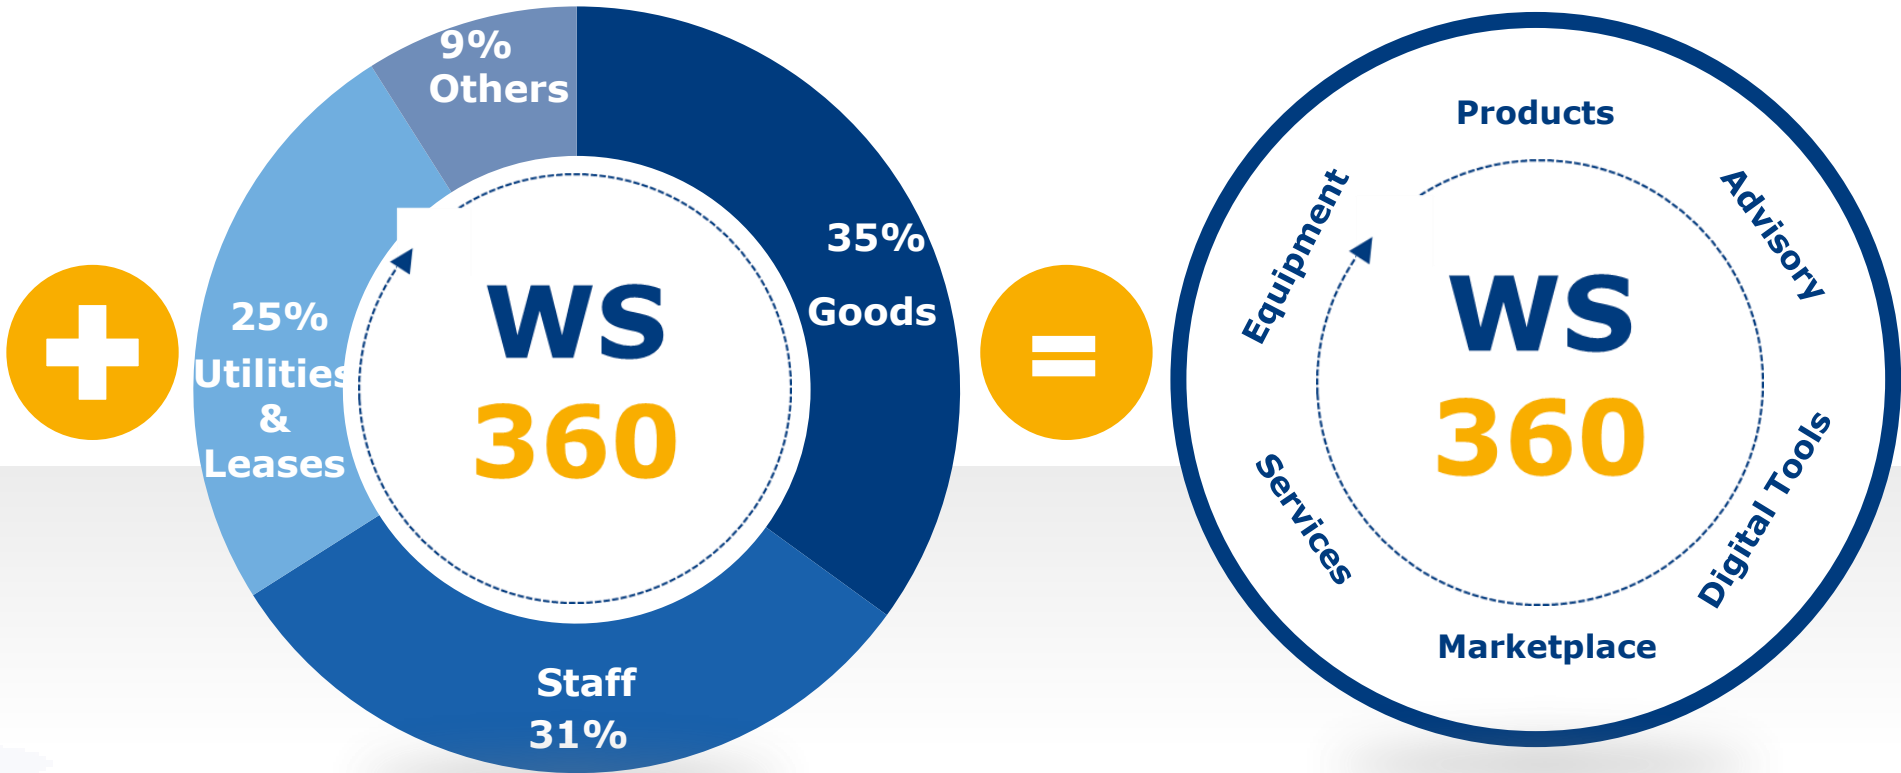 9%
Others
35%
Goods
25%
Utilities
&
Leases
Staff
31%
WS
360
=
Products
Advisory
Digital Tools
Marketplace
Services
Equipment
WS
360